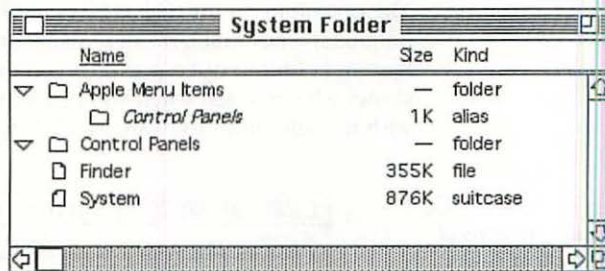 System Folder
Name Size Kind
Apple Menu Items — folder
Control Panels 1K alias
Control Panels — folder
Finder 355K file
System 876K suitcase